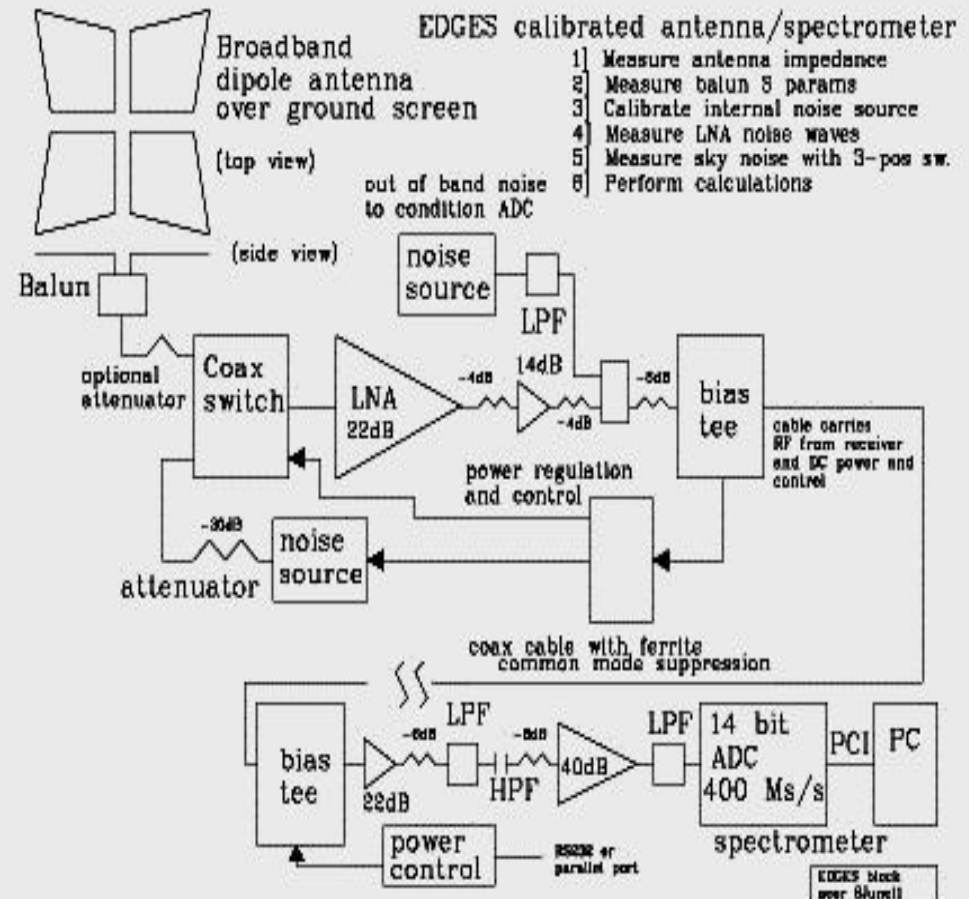 EDGES calibrated antenna/spectrometer
1] Measure antenna impedance
2] Measure balun S params
3] Calibrate internal noise source
4] Measure LNA noise waves
5] Measure sky noise with 3-pos sw.
6] Perform calculations
Broadband
dipole antenna
over ground screen
(top view)
(side view)
Balun
out of band noise
to condition ADC
noise
source
LPF
optional
attenuator
Coax
switch
LNA
22dB
-4dB
14dB
-4dB
bias
tee
cable carries
RF from receiver
and DC power and
control
power regulation
and control
noise
source
attenuator
coax cable with ferrite
common mode suppression
bias
tee
22dB
LPF
HPF
40dB
LPF
14 bit
ADC
400 Ms/s
PCI
PC
spectrometer
power
control
RS232 or
parallel port
EDGES block